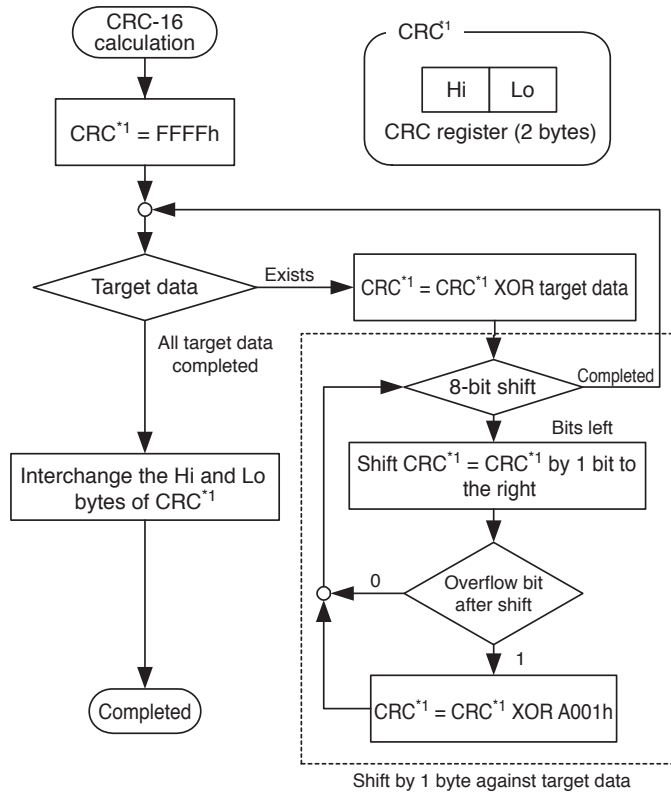 CRC-16
calculation
CRC*1
Hi Lo
CRC register (2 bytes)
CRC*1 = FFFFh
Target data
Exists
CRC*1 = CRC*1 XOR target data
All target data
completed
8-bit shift
Completed
Bits left
Interchange the Hi and Lo
bytes of CRC*1
Shift CRC*1 = CRC*1 by 1 bit to
the right
Overflow bit
after shift
0
1
CRC*1 = CRC*1 XOR A001h
Completed
Shift by 1 byte against target data